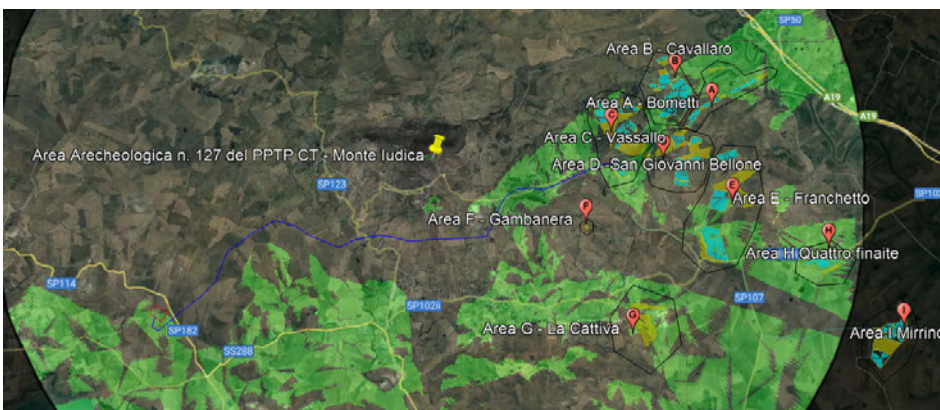 SP50
Area B - Cavallaro
B
A
A19
Area A - Bometti
C
A19
Area C - Vassallo
Area Arecheologica n. 127 del PPTP CT - Monte Iudica
Area D - San Giovanni Bellone
SP123
E
Area E - Franchetto
F
Area F - Gambanera
H
Area H Quattro finaite
SP114
SP102ii
SP107
G
I
Area G - La Cattiva
SP182
Area I Mirrino
SS288